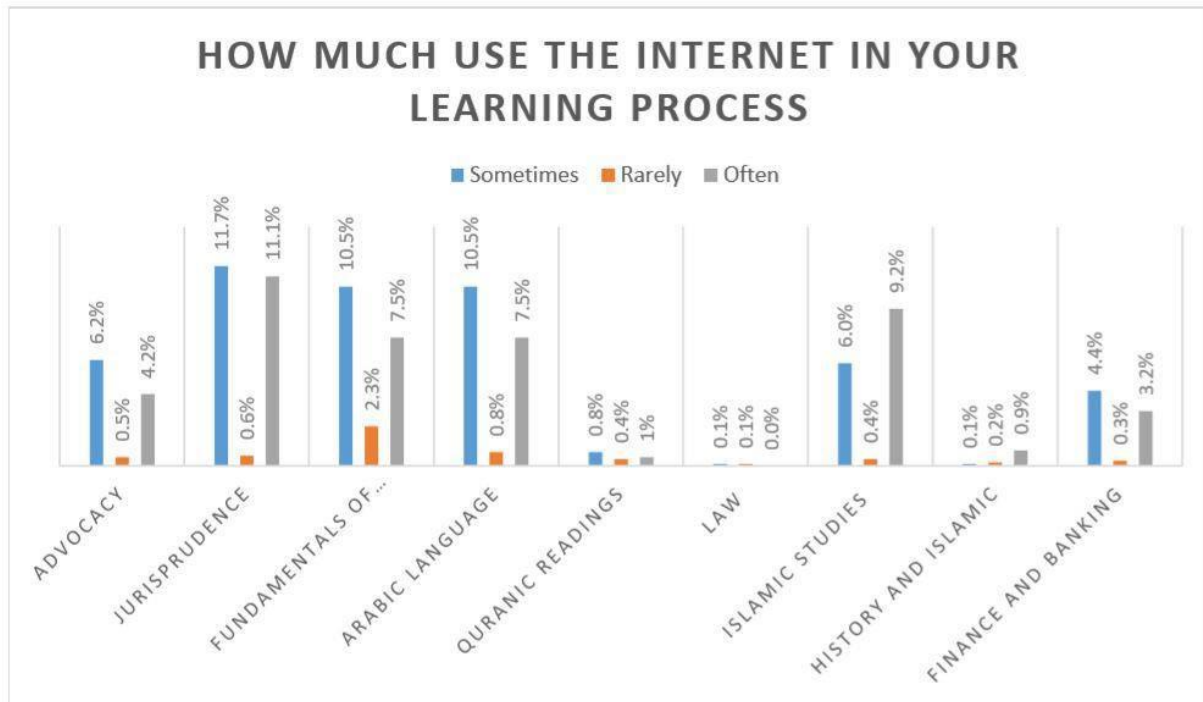 HOW MUCH USE THE INTERNET IN YOUR
LEARNING PROCESS
Sometimes Rarely Often
6.2% 0.5% 4.2%
11.7% 0.6% 11.1%
10.5% 2.3% 7.5%
10.5% 0.8% 7.5%
0.8% 0.4% 1%
0.1% 0.1% 0.0%
6.0% 0.4% 9.2%
0.1% 0.2% 0.9%
4.4% 0.3% 3.2%
ADVOCACY
JURISPRUDENCE
FUNDAMENTALS OF...
ARABIC LANGUAGE
QURANIC READINGS
LAW
ISLAMIC STUDIES
HISTORY AND ISLAMIC
FINANCE AND BANKING